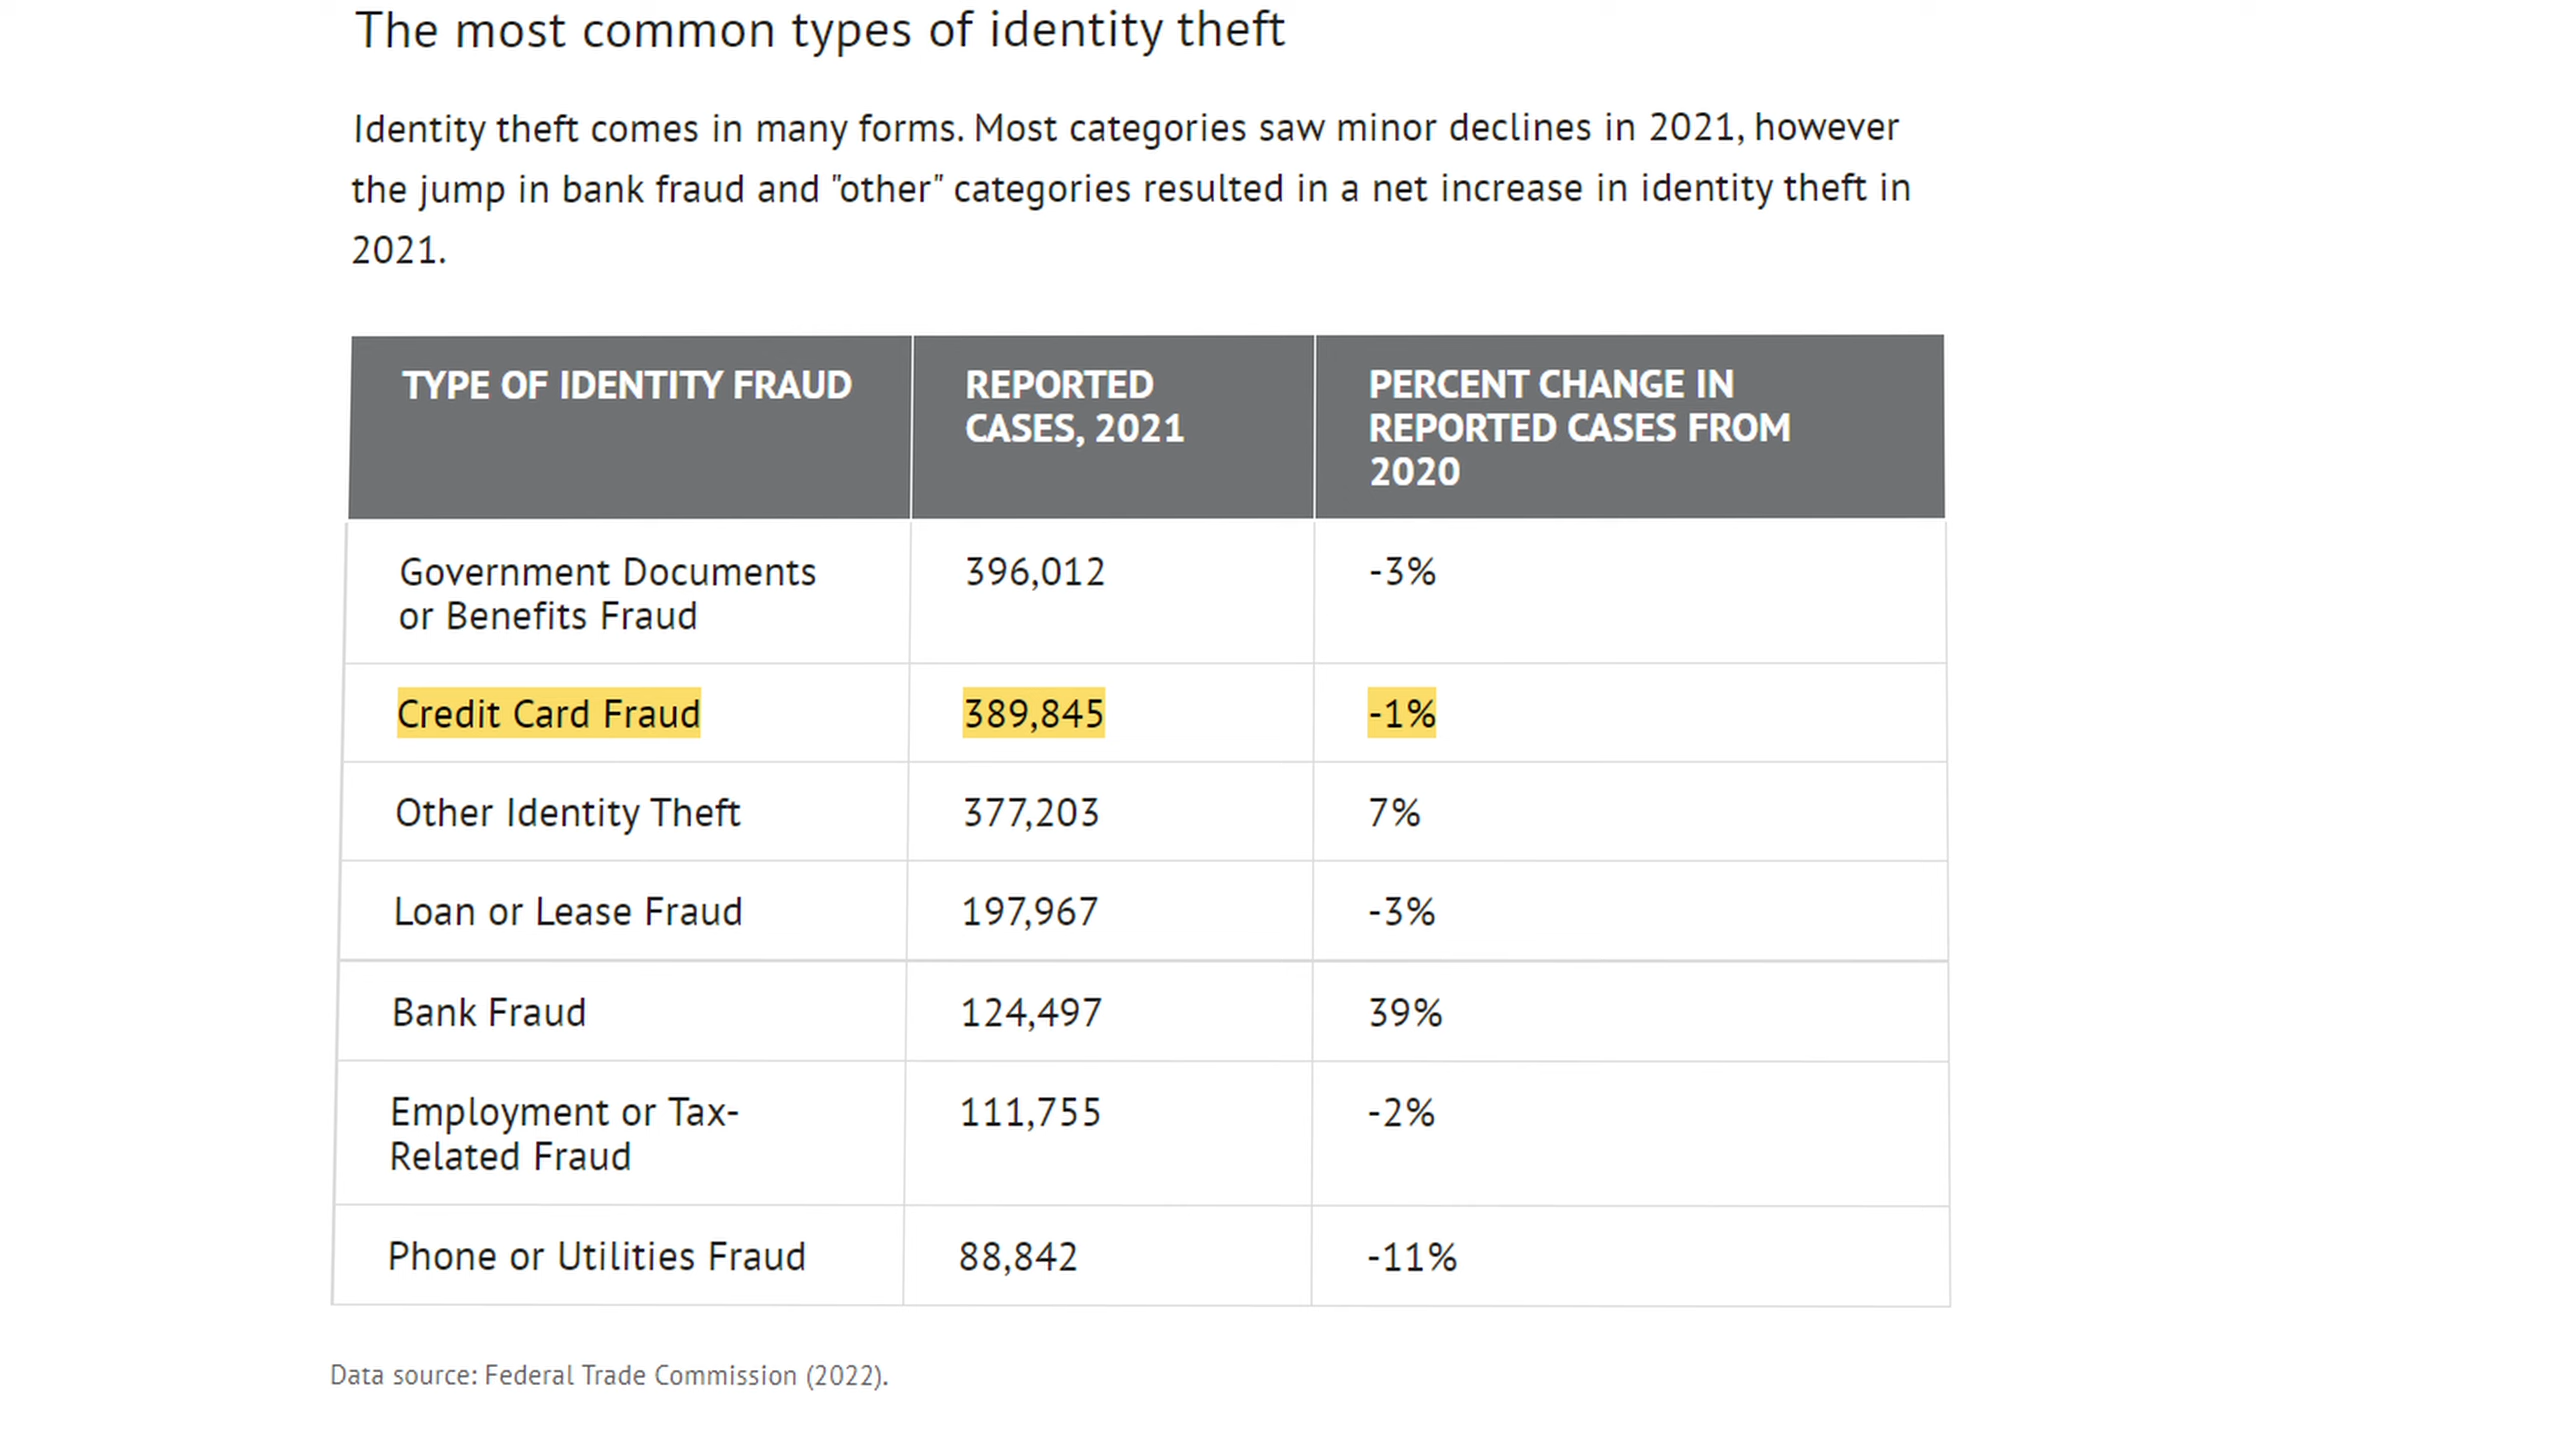 The most common types of identity theft
Identity theft comes in many forms. Most categories saw minor declines in 2021, however
the jump in bank fraud and "other" categories resulted in a net increase in identity theft in
2021.
TYPE OF IDENTITY FRAUD
REPORTED
CASES, 2021
PERCENT CHANGE IN
REPORTED CASES FROM
2020
Government Documents
or Benefits Fraud
396,012
-3%
Credit Card Fraud
389,845
-1%
Other Identity Theft
377,203
7%
Loan or Lease Fraud
197,967
-3%
Bank Fraud
124,497
39%
Employment or Tax-
Related Fraud
111,755
-2%
Phone or Utilities Fraud
88,842
-11%
Data source: Federal Trade Commission (2022).